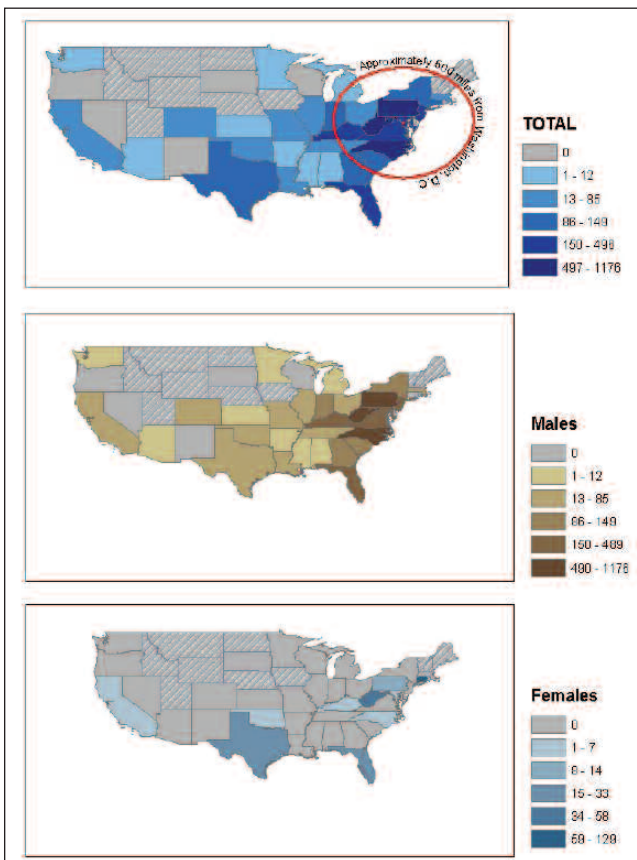 Approximately 500 miles from Washington, D.C.
TOTAL
0
1 - 12
13 - 85
86 - 149
150 - 496
497 - 1176
Males
0
1 - 12
13 - 85
86 - 149
150 - 489
490 - 1176
Females
0
1 - 7
8 - 14
15 - 33
34 - 58
59 - 129